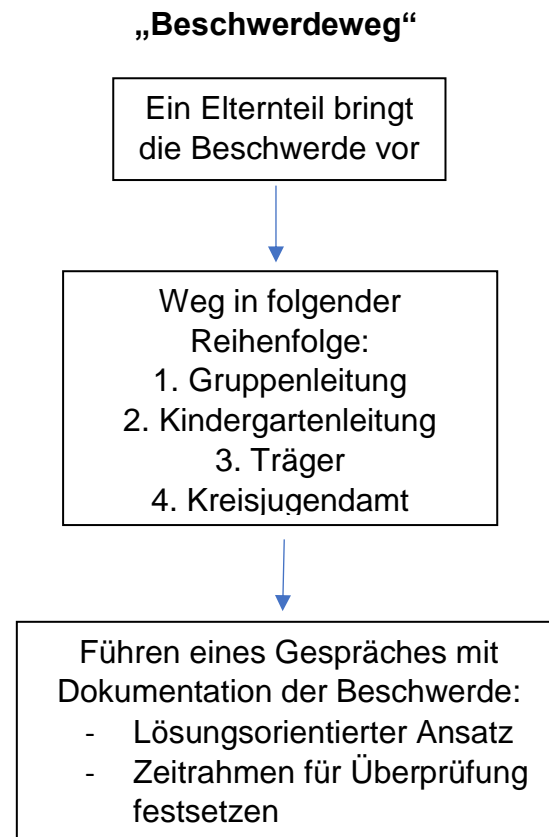 „Beschwerdeweg“
Ein Elternteil bringt
die Beschwerde vor
Weg in folgender
Reihenfolge:
1. Gruppenleitung
2. Kindergartenleitung
3. Träger
4. Kreisjugendamt
Führen eines Gespräches mit
Dokumentation der Beschwerde:
- Lösungsorientierter Ansatz
- Zeitrahmen für Überprüfung
festsetzen